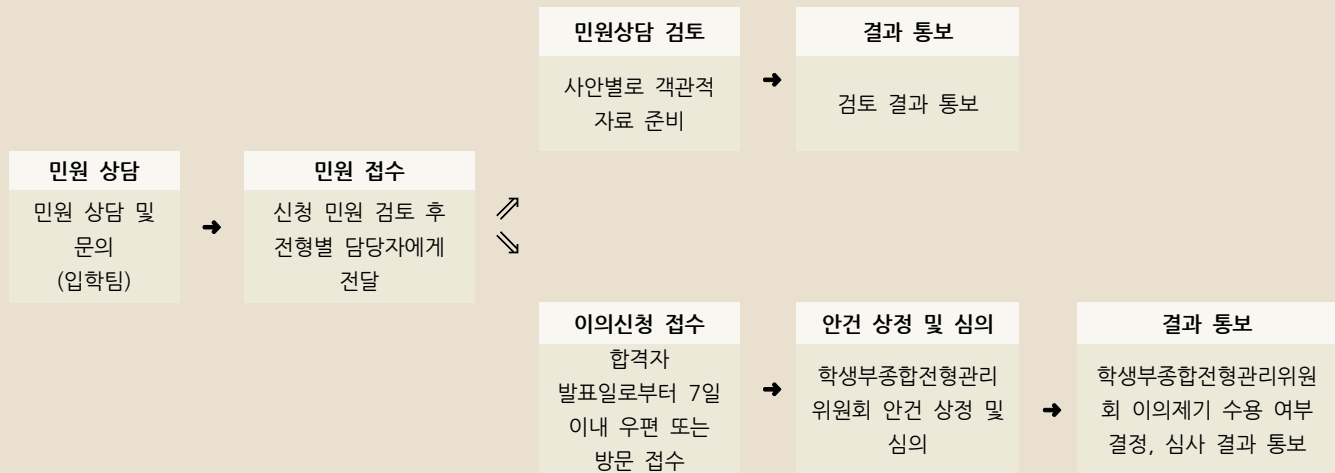 민원 상담
민원 상담 및
문의
(입학팀)
➜
민원 접수
신청 민원 검토 후
전형별 담당자에게
전달
⇗
⇘
민원상담 검토
사안별로 객관적
자료 준비
➜
결과 통보
검토 결과 통보
이의신청 접수
합격자
발표일로부터 7일
이내 우편 또는
방문 접수
➜
안건 상정 및 심의
학생부종합전형관리
위원회 안건 상정 및
심의
➜
결과 통보
학생부종합전형관리위원
회 이의제기 수용 여부
결정, 심사 결과 통보